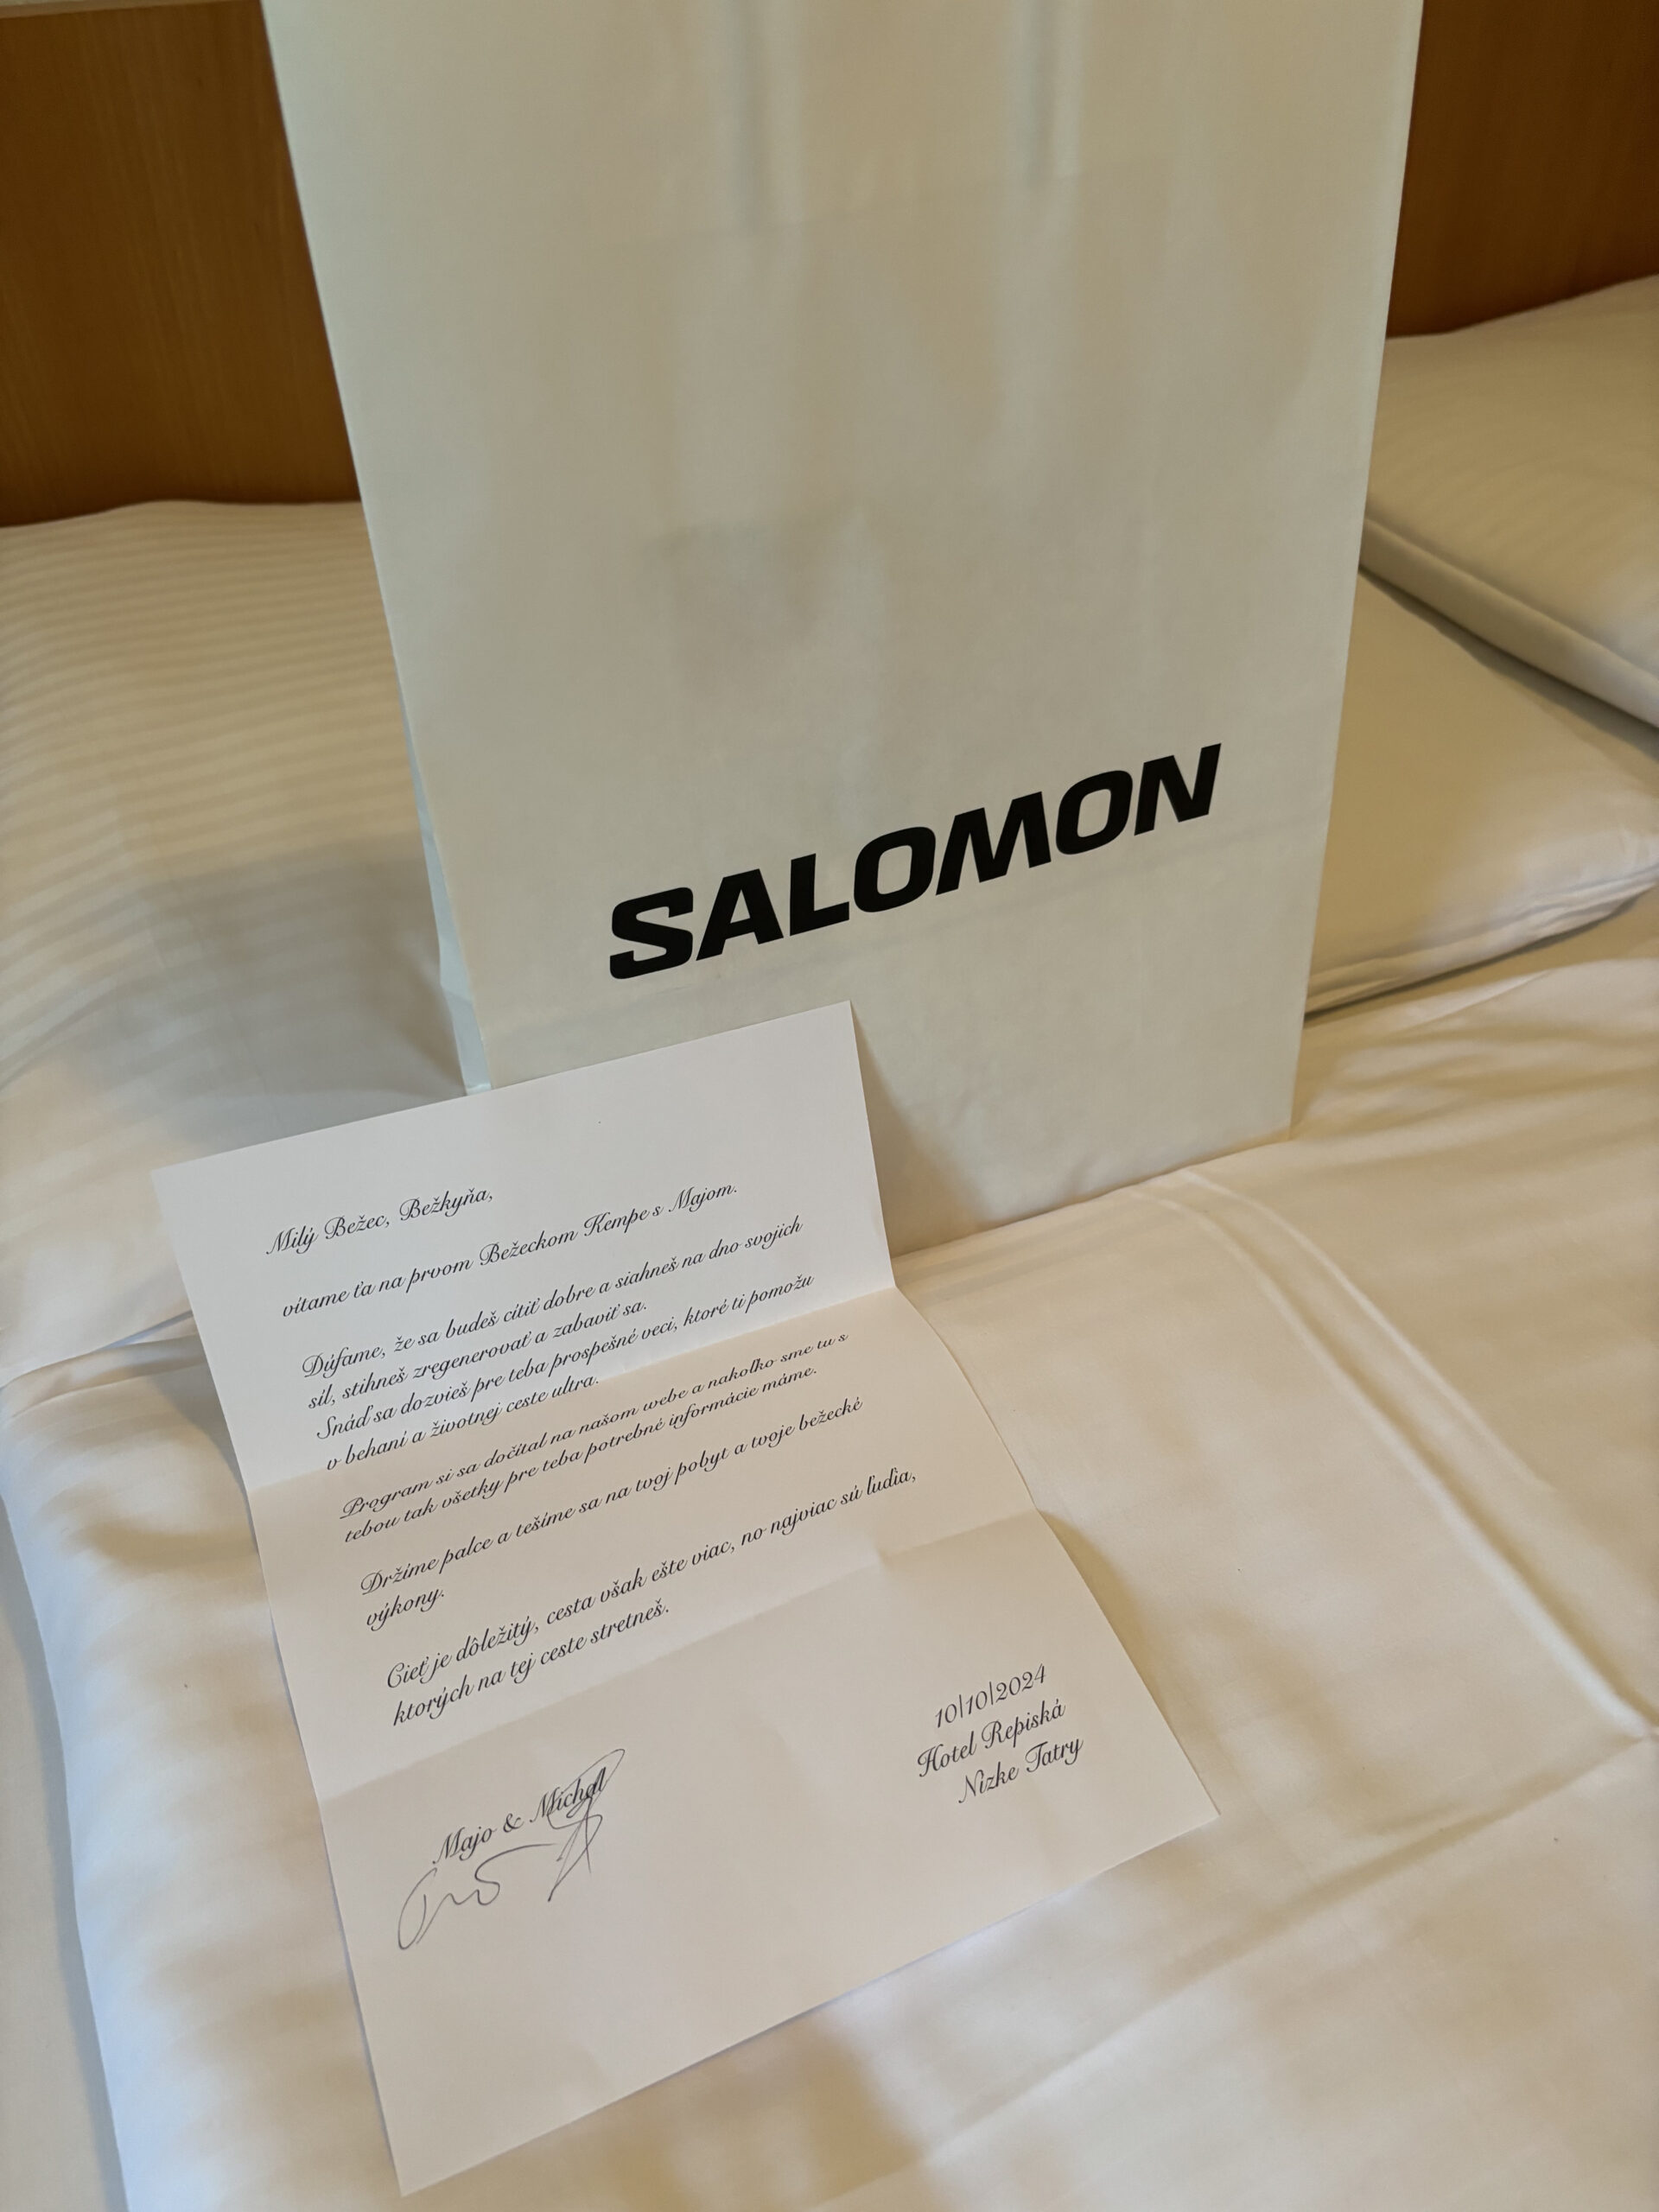 SALOMON
Milý Bežec, Bežkyňa,
vítame ťa na prvom Bežeckom Kempe s Majom.
Dúfame, že sa budeš cítiť dobre a siahneš na dno svojich
síl, stihneš zregenerovať a zabaviť sa.
Snáď sa dozvieš pre teba prospešné veci, ktoré ti pomožu
v behaní a životnej ceste ultra.
Program si sa dočítal na našom webe a nakoľko sme tu s
tebou tak všetky pre teba potrebné informácie máme.
Držíme palce a tešíme sa na tvoj pobyt a tvoje bežecké
výkony.
Cieľ je dôležitý, cesta však ešte viac, no najviac sú ľudia,
ktorých na tej ceste stretneš.
10|10|2024
Hotel Repiská
Nízke Tatry
Majo & Michal